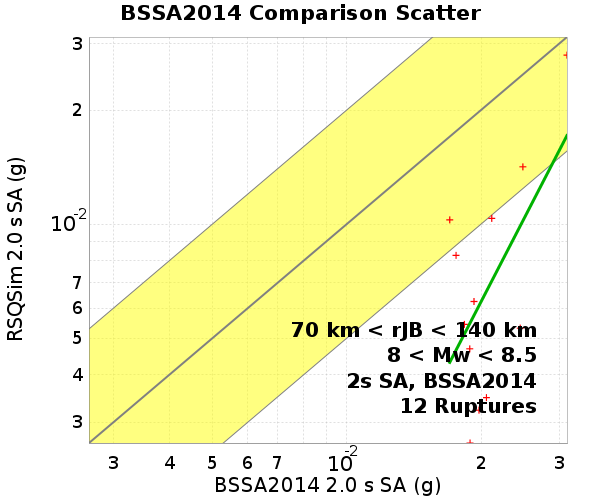 BSSA2014 Comparison Scatter
RSQSim 2.0 s SA (g)
3
2
10-2
7
6
5
4
3
70 km < rJB < 140 km
8 < Mw < 8.5
2s SA, BSSA2014
12 Ruptures
3 4 5 6 7 10-2 2 3
BSSA2014 2.0 s SA (g)